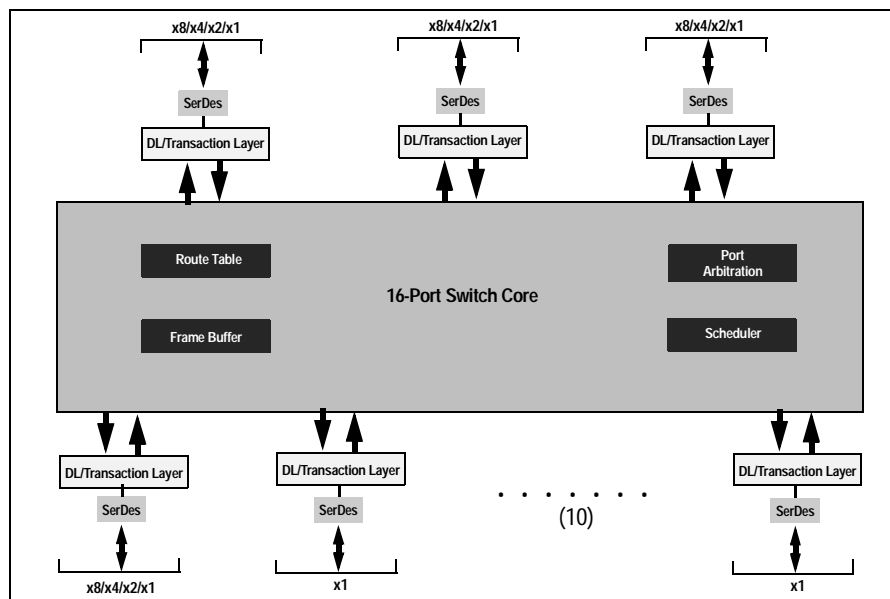 x8/x4/x2/x1
x8/x4/x2/x1
x8/x4/x2/x1
SerDes
SerDes
SerDes
DL/Transaction Layer
DL/Transaction Layer
DL/Transaction Layer
Route Table
Port
Arbitration
16-Port Switch Core
Frame Buffer
Scheduler
DL/Transaction Layer
DL/Transaction Layer
DL/Transaction Layer
SerDes
SerDes
. . . . . . .
(10)
SerDes
x8/x4/x2/x1
x1
x1